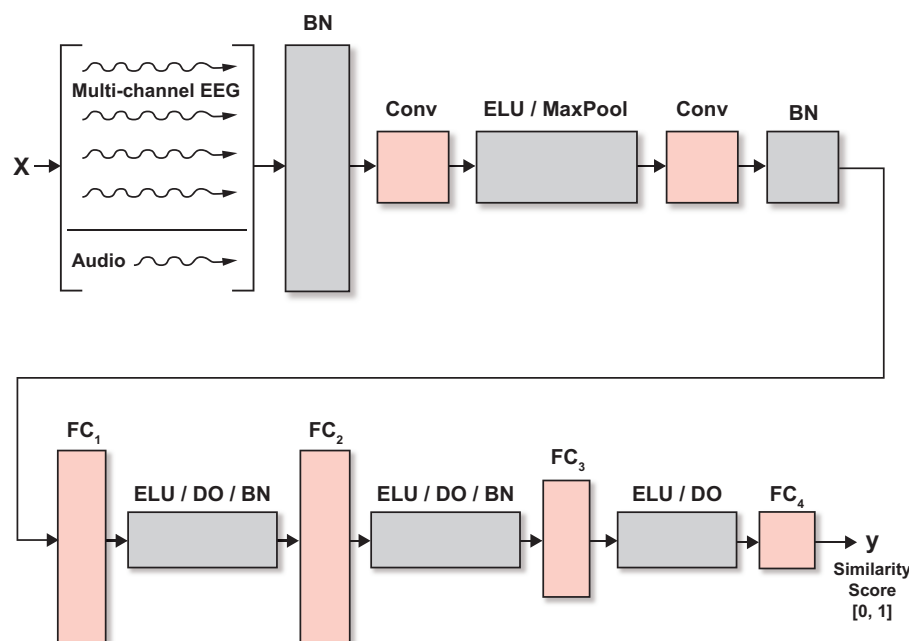 BN
Multi-channel EEG
Conv
ELU / MaxPool
Conv
BN
X
Audio
FC₁
FC₂
FC₃
ELU / DO / BN
ELU / DO / BN
ELU / DO
FC₄
y
Similarity
Score
[0, 1]